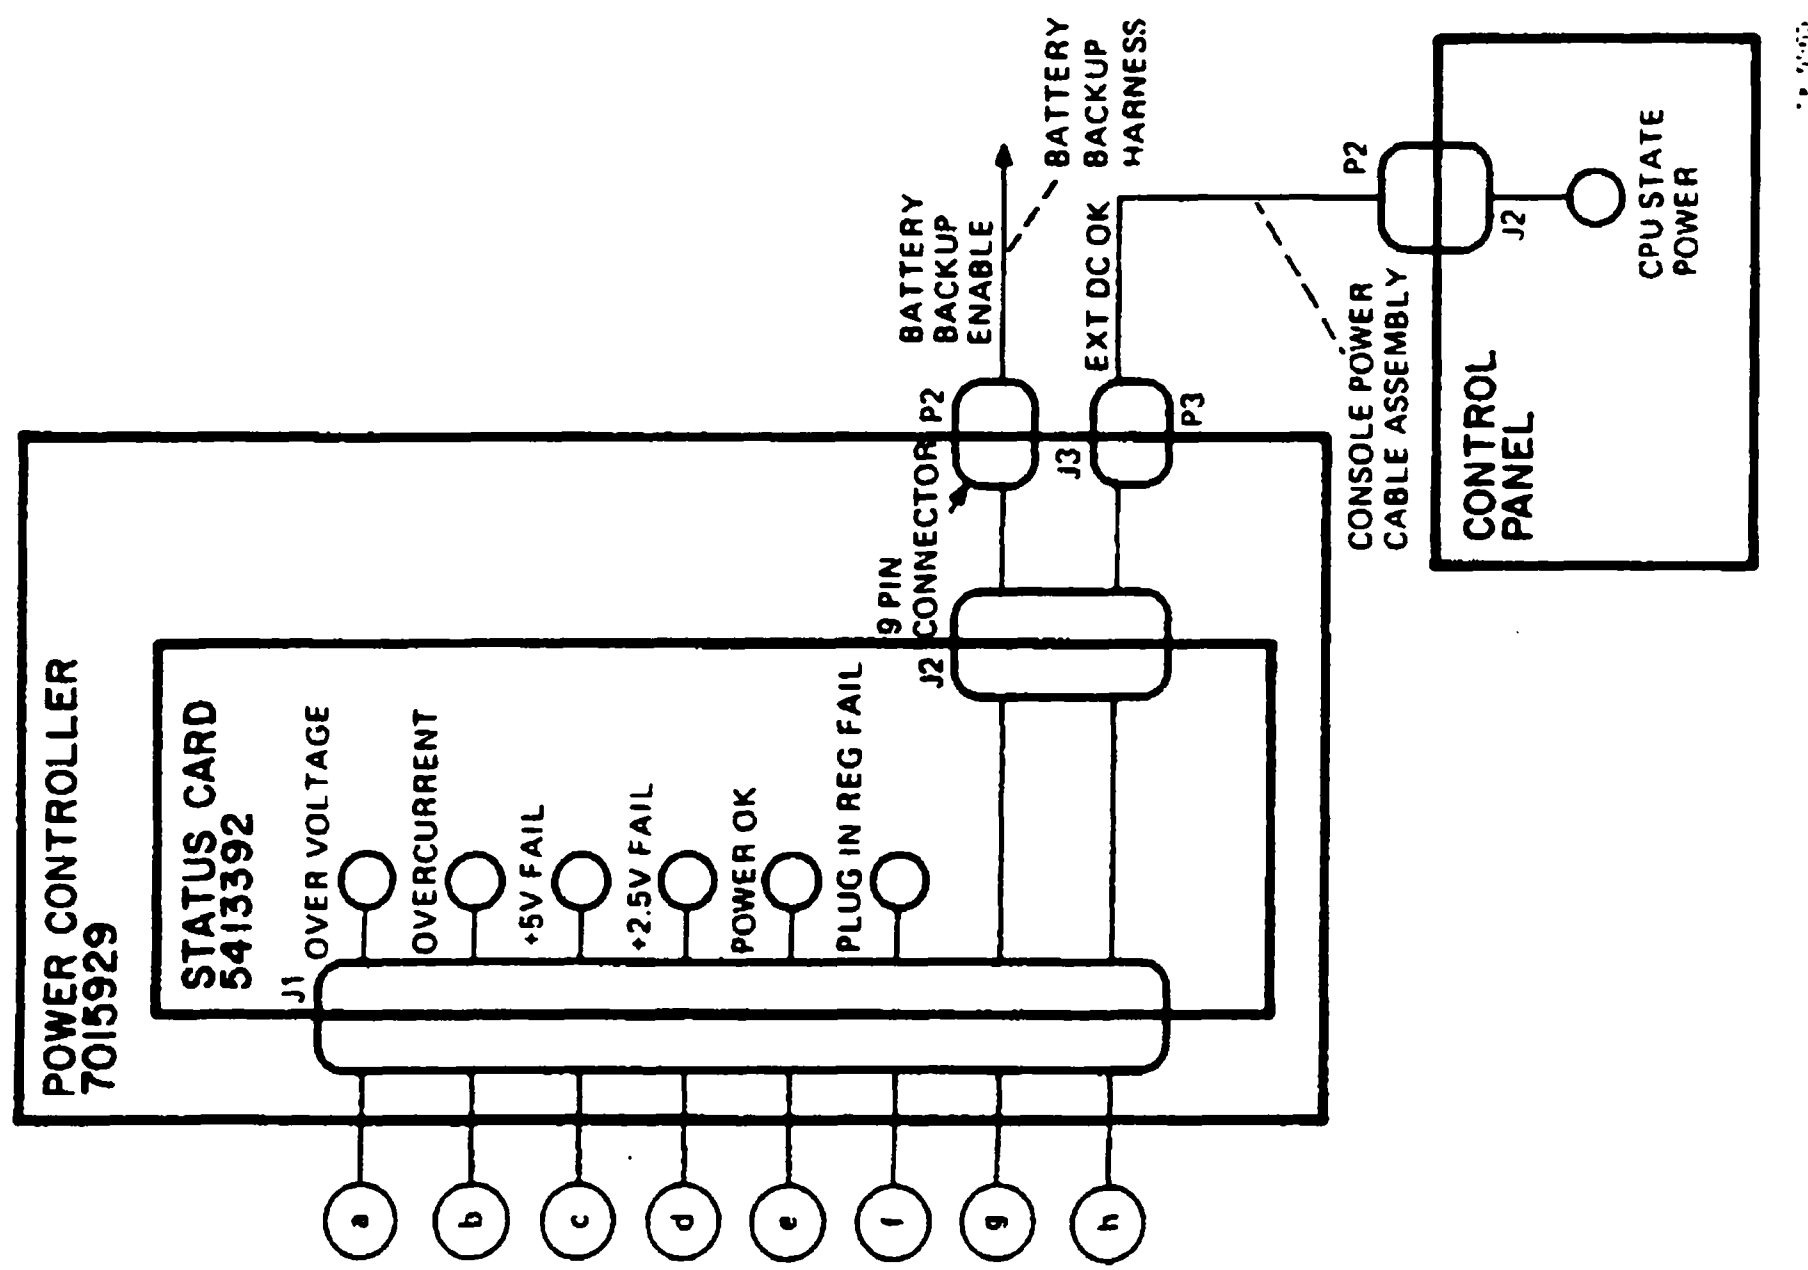 POWER CONTROLLER
7015929
STATUS CARD
5413392
J1
OVER VOLTAGE
OVERCURRENT
+5V FAIL
+2.5V FAIL
POWER OK
PLUG IN REG FAIL
J2
9 PIN
CONNECTOR
P2
J3
P3
BATTERY
BACKUP
ENABLE
BATTERY
BACKUP
HARNESS
EXT DC OK
CONSOLE POWER
CABLE ASSEMBLY
P2
J2
CPU STATE
POWER
CONTROL
PANEL
a
b
c
d
e
f
g
h